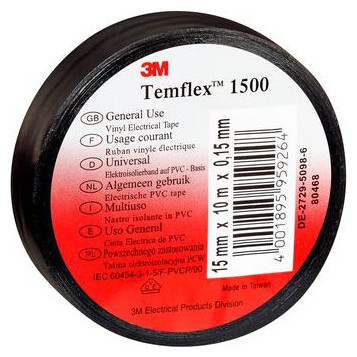 3M
Temflex™ 1500
GB General Use
Vinyl Electrical Tape
F Usage courant
Ruban vinyle électrique
D Universal
Elektroisolierband auf PVC - Basis
NL Algemeen gebruik
Electrische PVC tape
I Multiuso
Nastro isolante in PVC
E Uso General
Cinta Electrica de PVC
PL Powszechnego zastosowania
Taśma elektroizolacyjna PCW
IEC 60454-3-1-5/F-PVCP/90
3M Electrical Products Division
Made in Taiwan
15 mm x 10 m x 0,15 mm
4001895959264
DE-2729-5098-6
80468